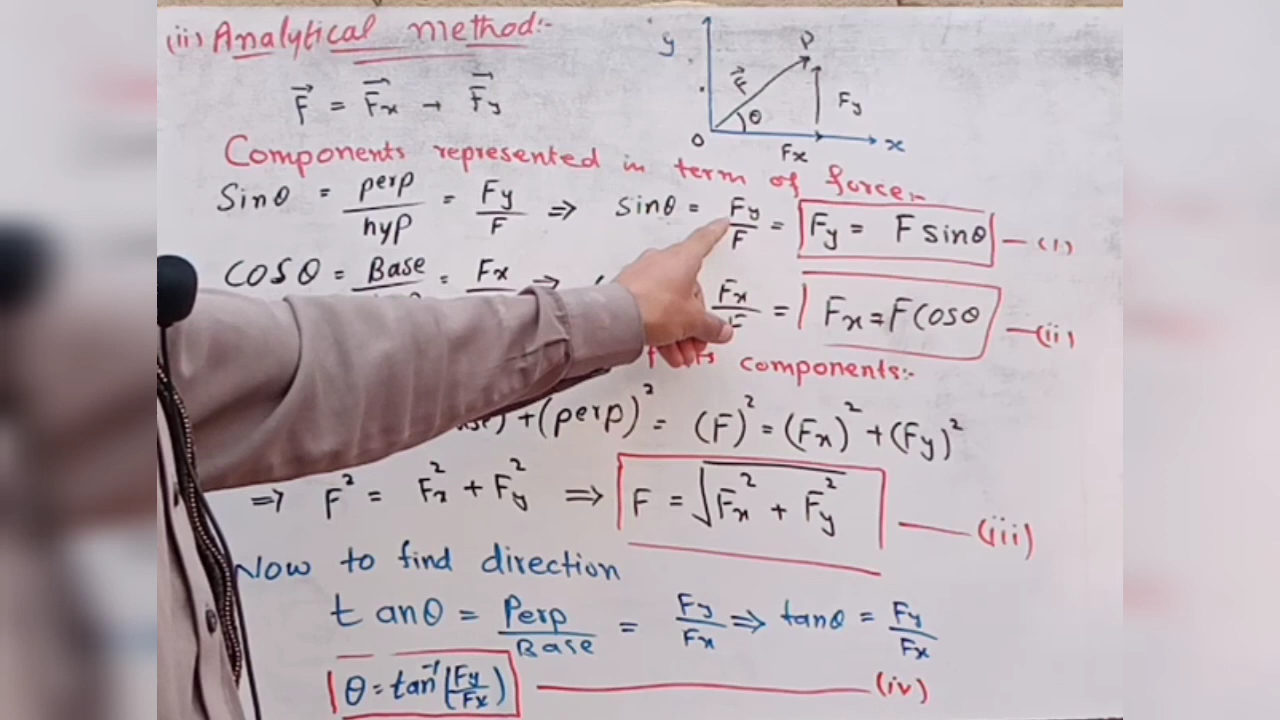 (ii) Analytical method:-
y
P
F⃗
θ
Fy
O
Fx
x
F⃗ = F⃗x + F⃗y
Components represented in term of force:-
Sinθ = perp/hyp = Fy/F ⇒ sinθ = Fy/F = Fy = F sinθ — (i)
COSθ = Base = Fx ⇒ Fx = Fx = F Cosθ — (ii)
components:-
+ (perp)² = (F)² = (Fx)² + (Fy)²
⇒ F² = Fx² + Fy² ⇒ F = √Fx² + Fy² — (iii)
Now to find direction
tanθ = Perp/Base = Fy/Fx ⇒ tanθ = Fy/Fx
θ = tan⁻¹(Fy/Fx) — (iv)